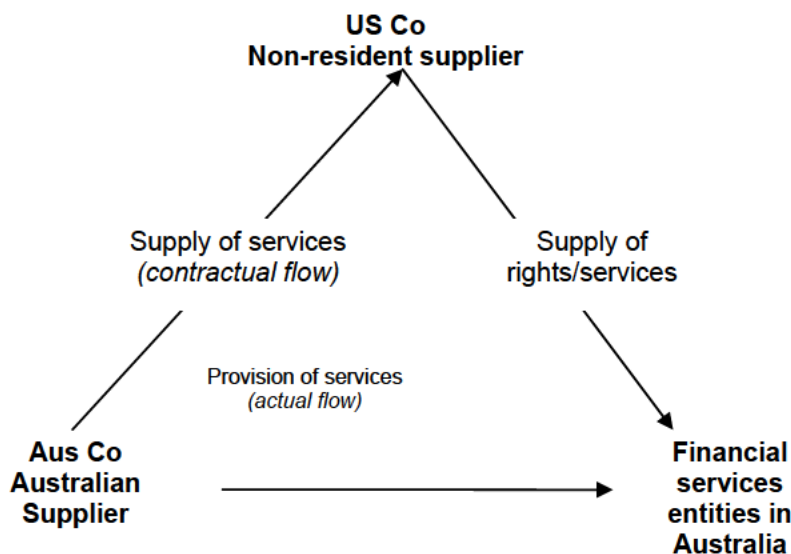 US Co
Non-resident supplier
Supply of services
(contractual flow)
Supply of
rights/services
Provision of services
(actual flow)
Aus Co
Australian
Supplier
Financial
services
entities in
Australia